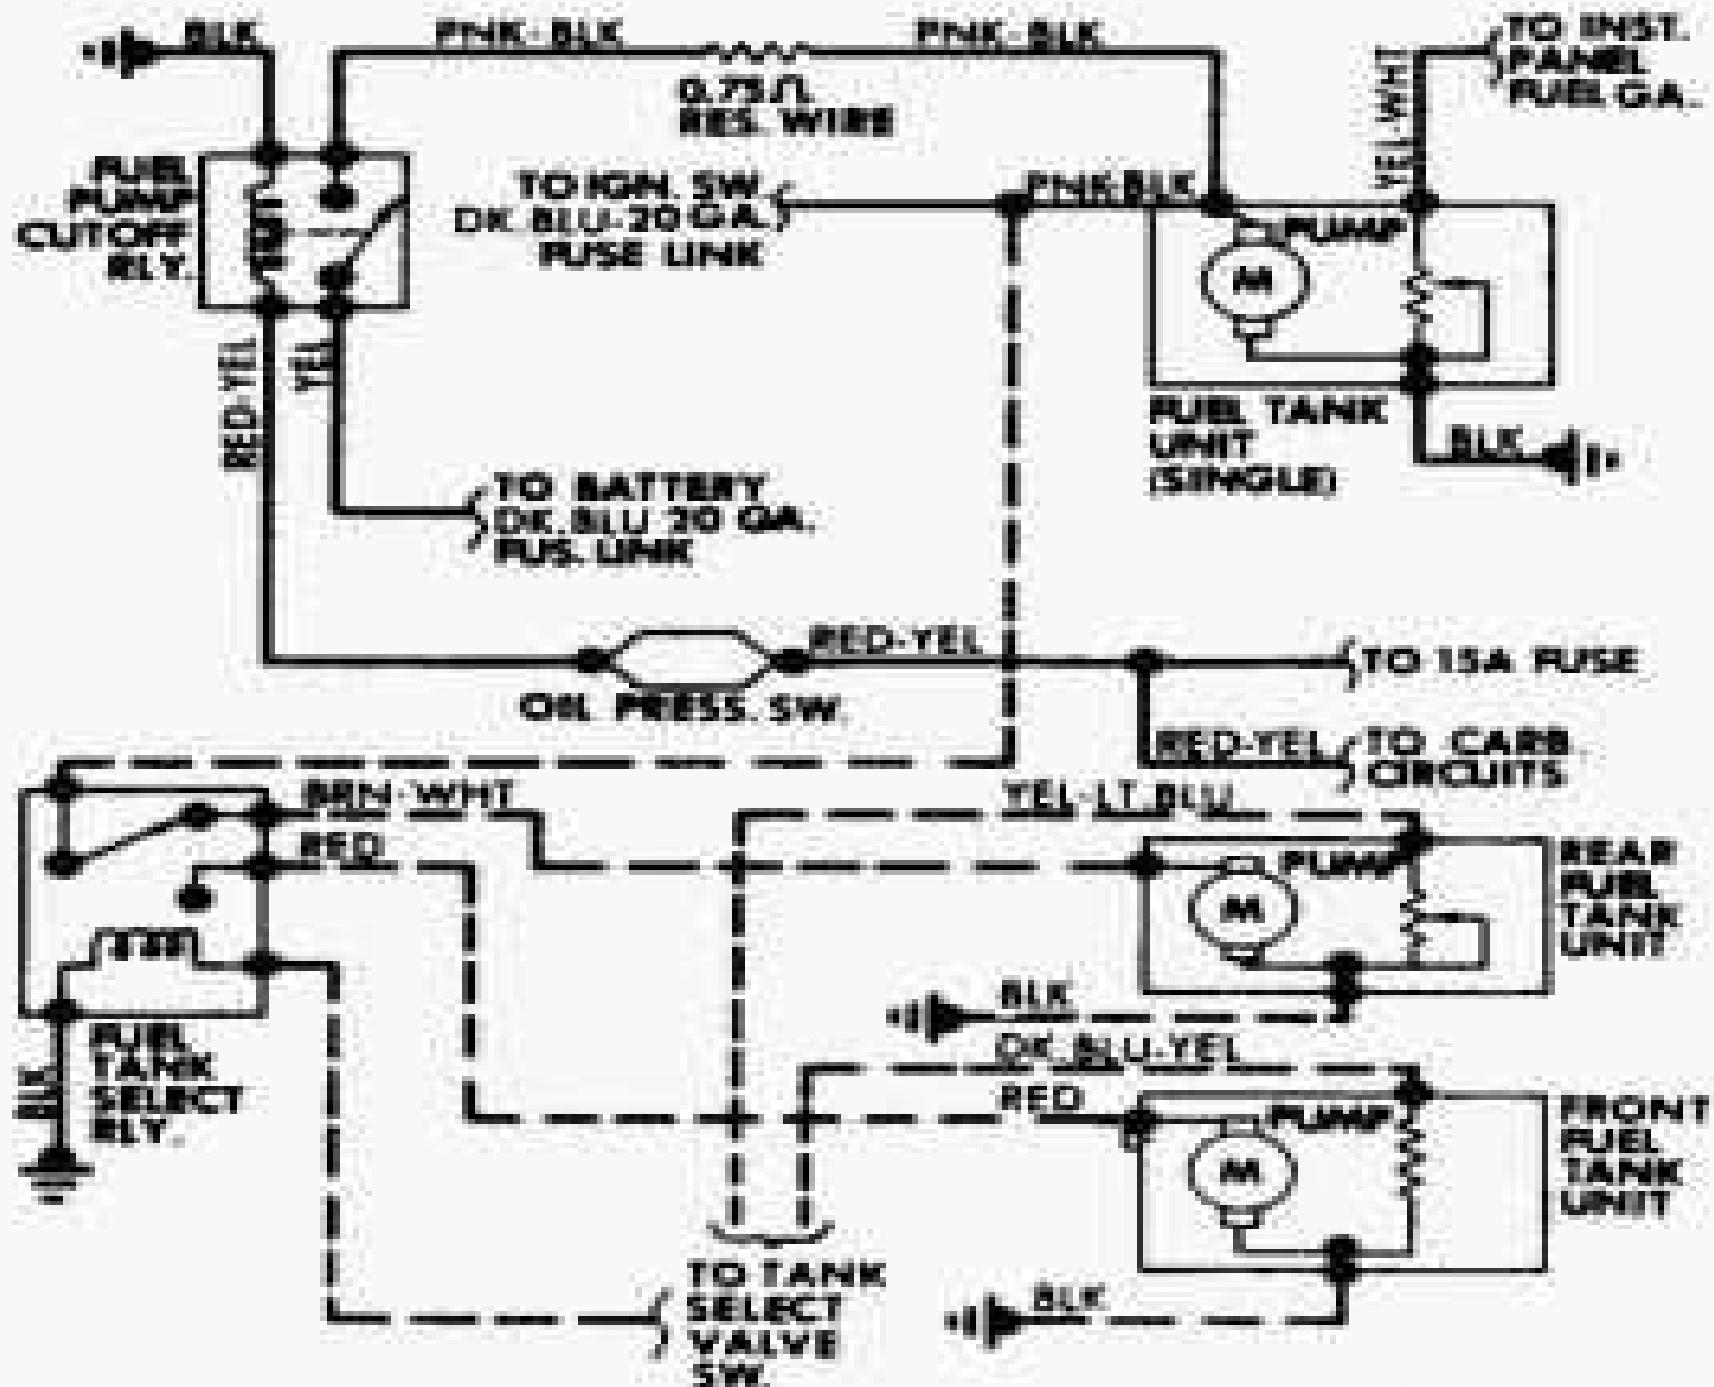 BLK
PNK-BLK
PNK-BLK
TO INST.
PANEL
FUEL GA.
YEL-WHT
0.75Ω
RES. WIRE
FUEL
PUMP
CUTOFF
RLY.
TO IGN. SW
DK. BLU-20 GA.
FUSE LINK
PNK-BLK
PUMP
M
RED-YEL
YEL
FUEL TANK
UNIT
(SINGLE)
BLK
TO BATTERY
DK. BLU 20 GA.
FUS. LINK
RED-YEL
OIL PRESS. SW.
TO 15A FUSE
RED-YEL
TO CARB.
CIRCUITS
BRN-WHT
RED
YEL-LT. BLU
PUMP
M
REAR
FUEL
TANK
UNIT
BLK
FUEL
TANK
SELECT
RLY.
BLK
DK. BLU-YEL
RED
PUMP
M
FRONT
FUEL
TANK
UNIT
TO TANK
SELECT
VALVE
SW.
BLK